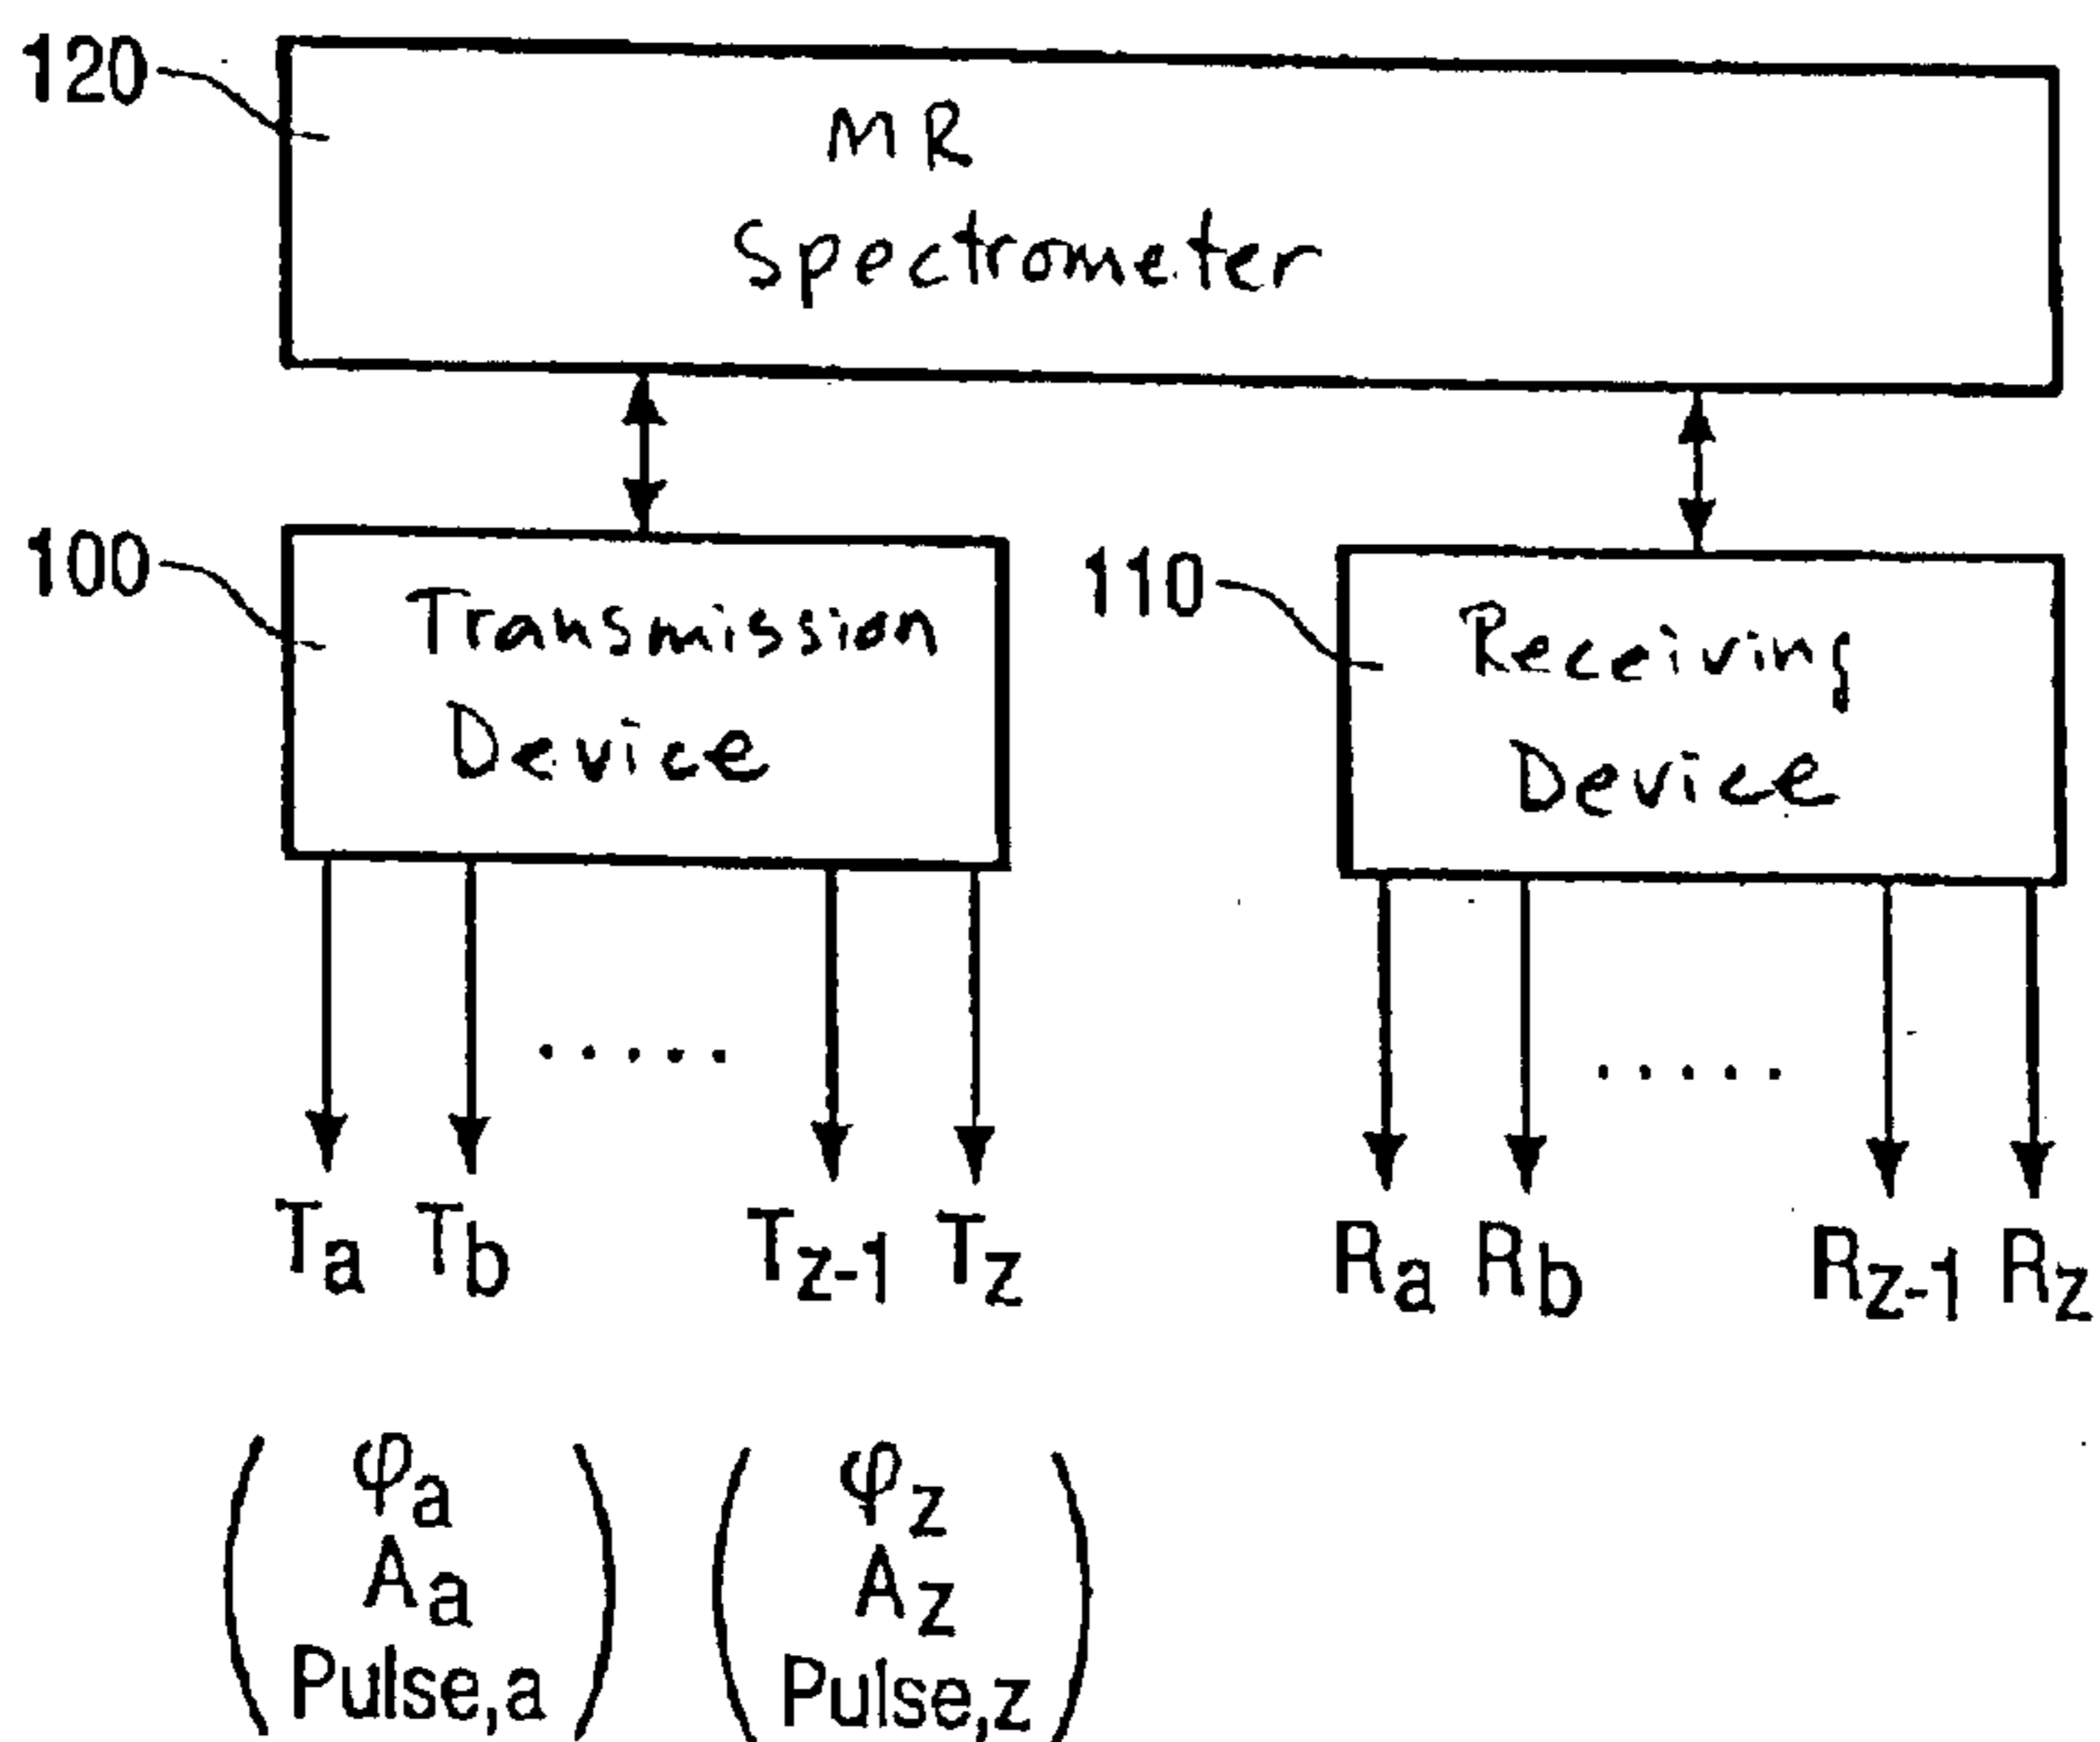 120
MR
Spectrometer
100
Transmission
Device
110
Receiving
Device
.....
.....
Ta Tb Tz-1 Tz
Ra Rb Rz-1 Rz
φa
Aa
Pulse,a
φz
Az
Pulse,z